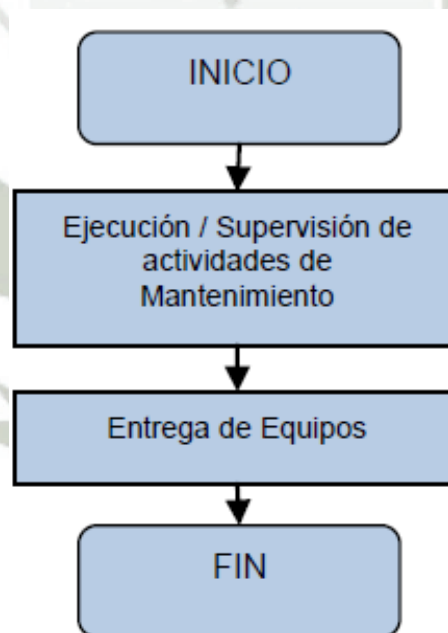 INICIO
Ejecución / Supervisión de
actividades de
Mantenimiento
Entrega de Equipos
FIN